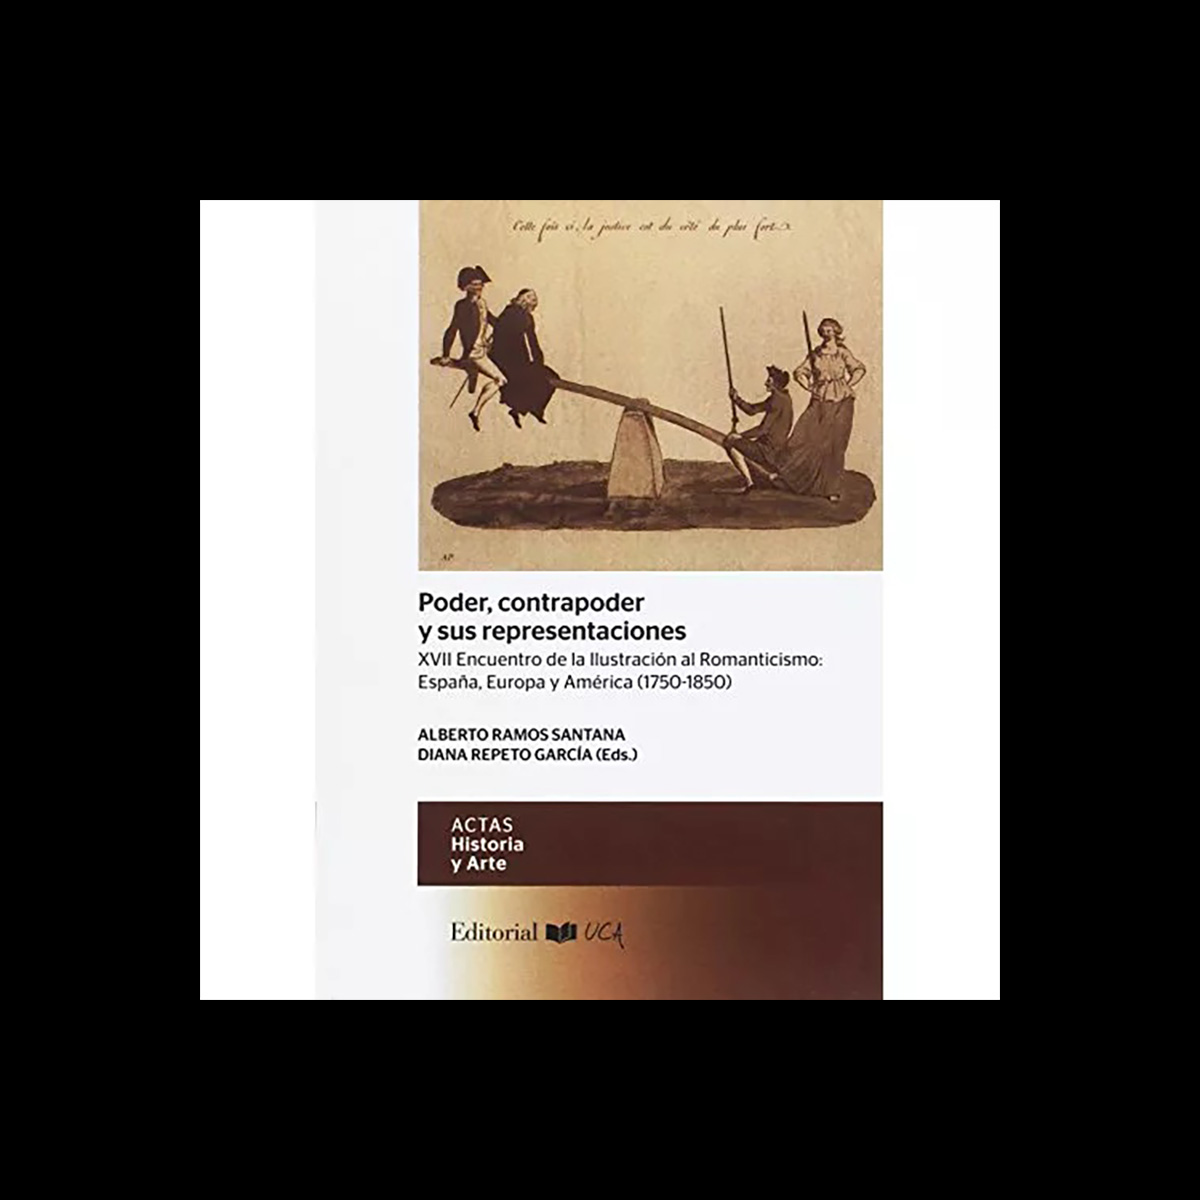 Cette fois ci, la justice est du côté du plus fort.
AP
Poder, contrapoder
y sus representaciones
XVII Encuentro de la Ilustración al Romanticismo:
España, Europa y América (1750-1850)
ALBERTO RAMOS SANTANA
DIANA REPETO GARCÍA (Eds.)
ACTAS
Historia
y Arte
Editorial UCA